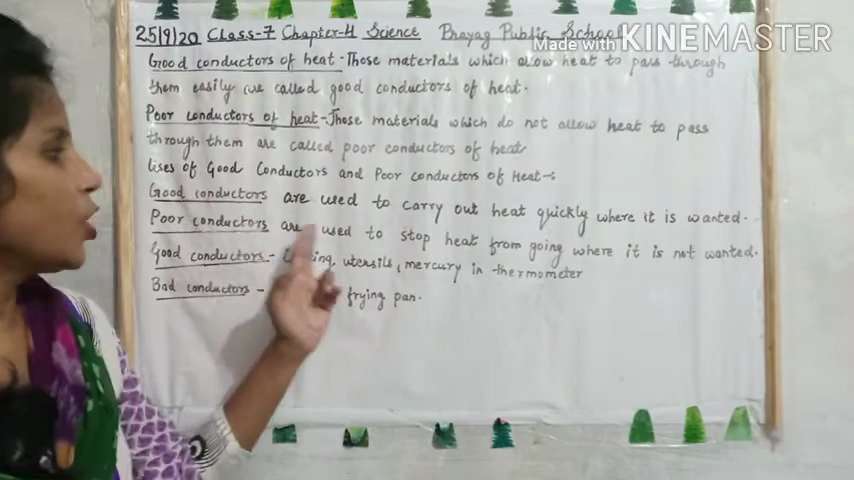 25/9/20 Class-7 Chapter-4 Science Prayag Public School
Made with KINEMASTER
Good conductors of heat-Those materials which allow heat to pass through
them easily are called good conductors of heat.
Poor conductors of heat-Those materials which do not allow heat to pass
through them are called poor conductors of heat
Uses of Good Conductors and Poor conductors of Heat-:
Good conductors are used to carry out heat quickly where it is wanted.
Poor conductors are used to stop heat from going where it is not wanted.
Good conductors - utensils, mercury in thermometer
Bad conductors - frying pan.